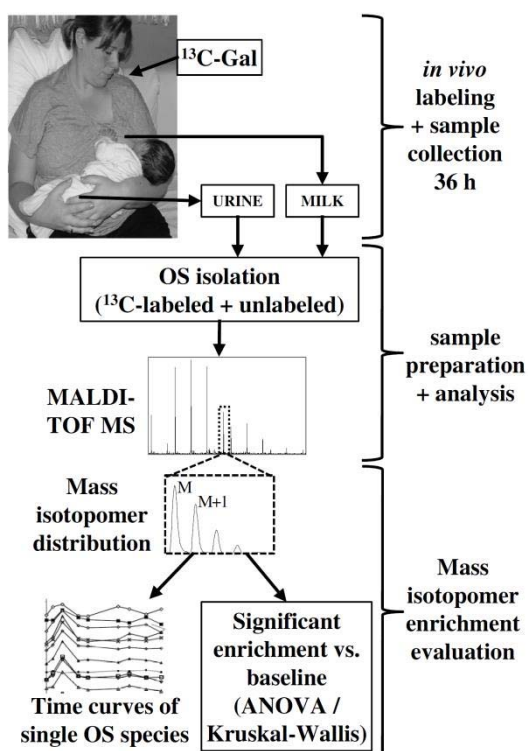 ¹³C-Gal
in vivo
labeling
+ sample
collection
36 h
URINE
MILK
OS isolation
(¹³C-labeled + unlabeled)
sample
preparation
+ analysis
MALDI-
TOF MS
Mass
isotopomer
distribution
M
M+1
Mass
isotopomer
enrichment
evaluation
Time curves of
single OS species
Significant
enrichment vs.
baseline
(ANOVA /
Kruskal-Wallis)